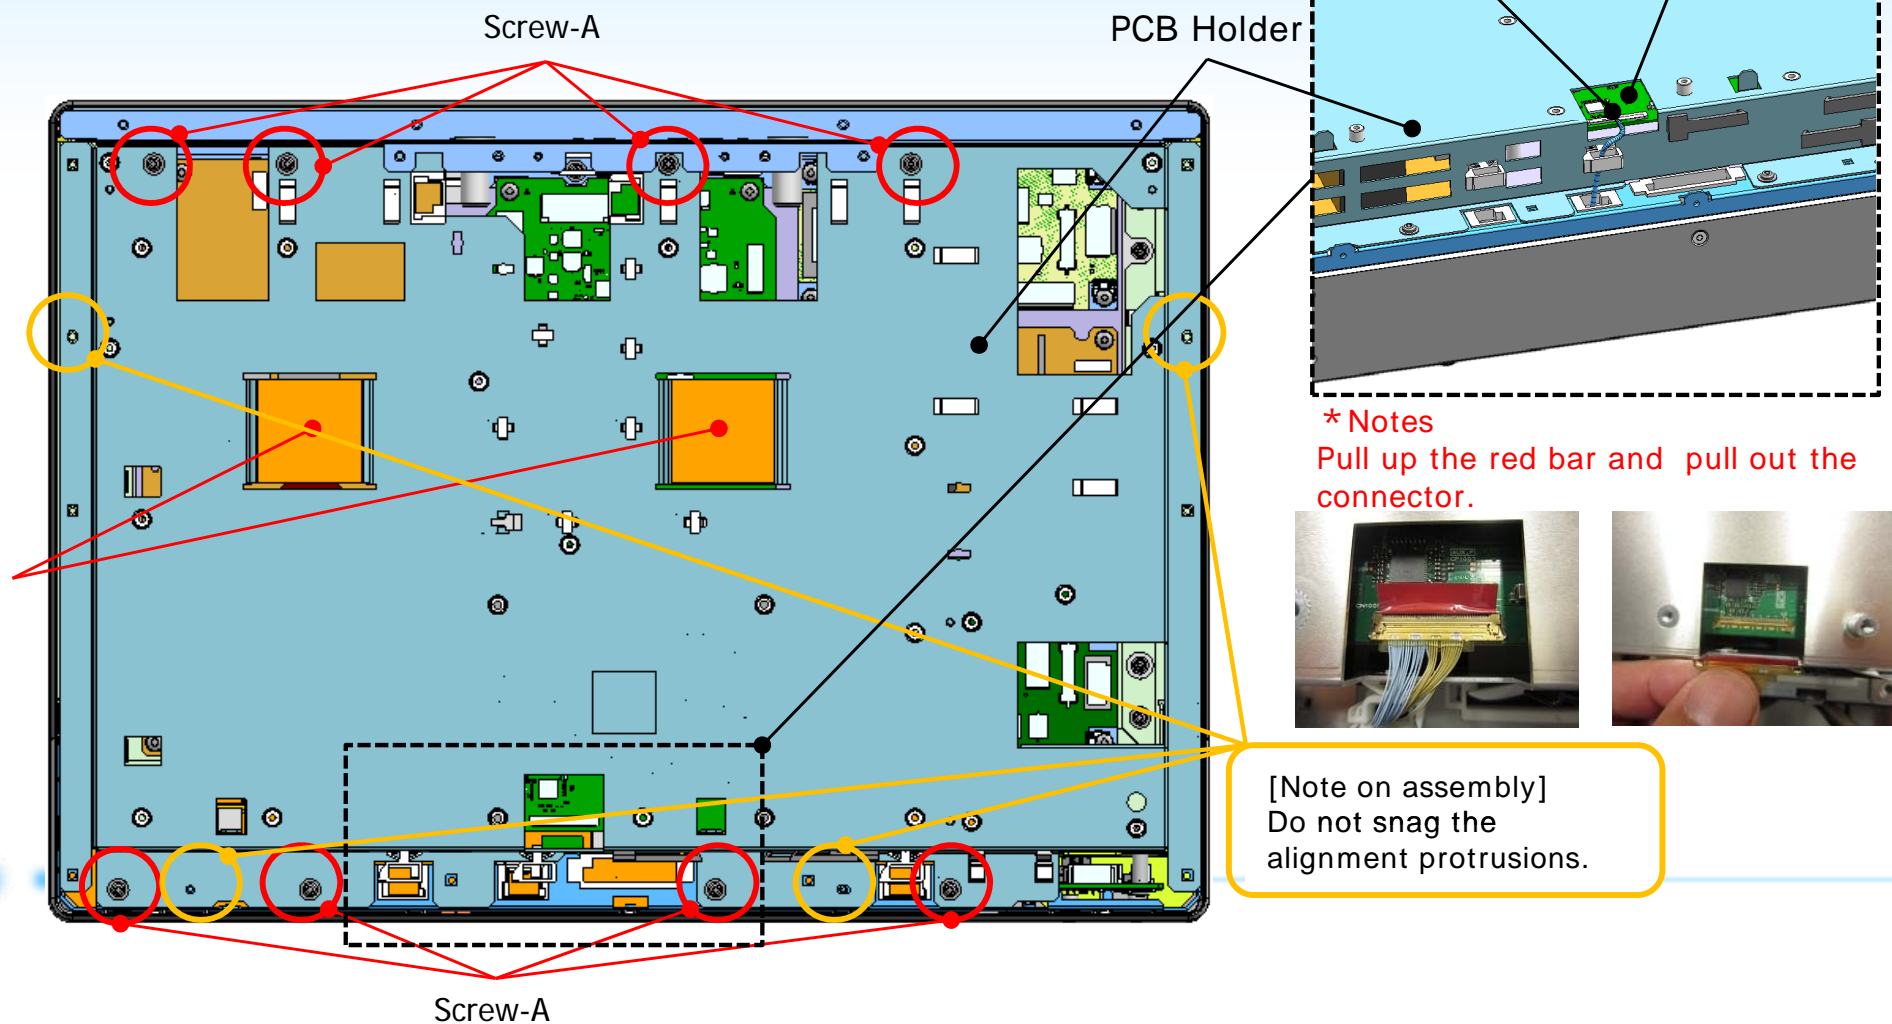 Screw-A
PCB Holder
*Notes
Pull up the red bar and pull out the
connector.
[Note on assembly]
Do not snag the
alignment protrusions.
Screw-A